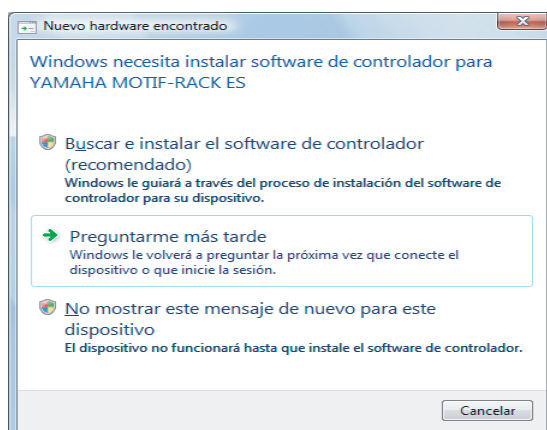 Nuevo hardware encontrado
Windows necesita instalar software de controlador para
YAMAHA MOTIF-RACK ES
Buscar e instalar el software de controlador
(recomendado)
Windows le guiará a través del proceso de instalación del software de
controlador para su dispositivo.
Preguntarme más tarde
Windows le volverá a preguntar la próxima vez que conecte el
dispositivo o que inicie la sesión.
No mostrar este mensaje de nuevo para este
dispositivo
El dispositivo no funcionará hasta que instale el software de controlador.
Cancelar